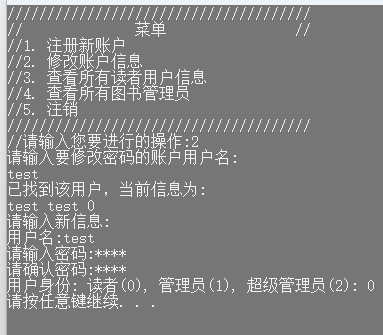 //////////////////////////////////////
//             菜单                //
//1. 注册新账户
//2. 修改账户信息
//3. 查看所有读者用户信息
//4. 查看所有图书管理员
//5. 注销
//////////////////////////////////////
//请输入您要进行的操作:2
请输入要修改密码的账户用户名:
test
已找到该用户，当前信息为:
test test 0
请输入新信息:
用户名:test
请输入密码:****
请确认密码:****
用户身份: 读者(0), 管理员(1), 超级管理员(2): 0
请按任意键继续. . .